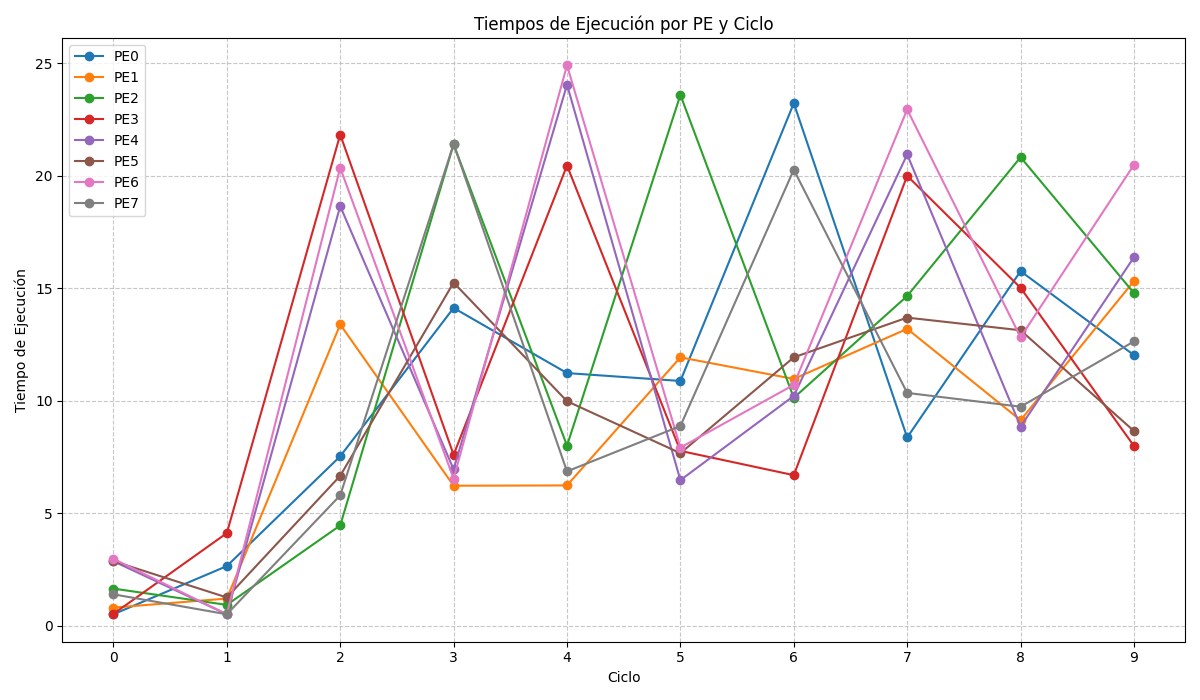 Tiempos de Ejecución por PE y Ciclo
PE0
PE1
PE2
PE3
PE4
PE5
PE6
PE7
Tiempo de Ejecución
25
20
15
10
5
0
0 1 2 3 4 5 6 7 8 9
Ciclo